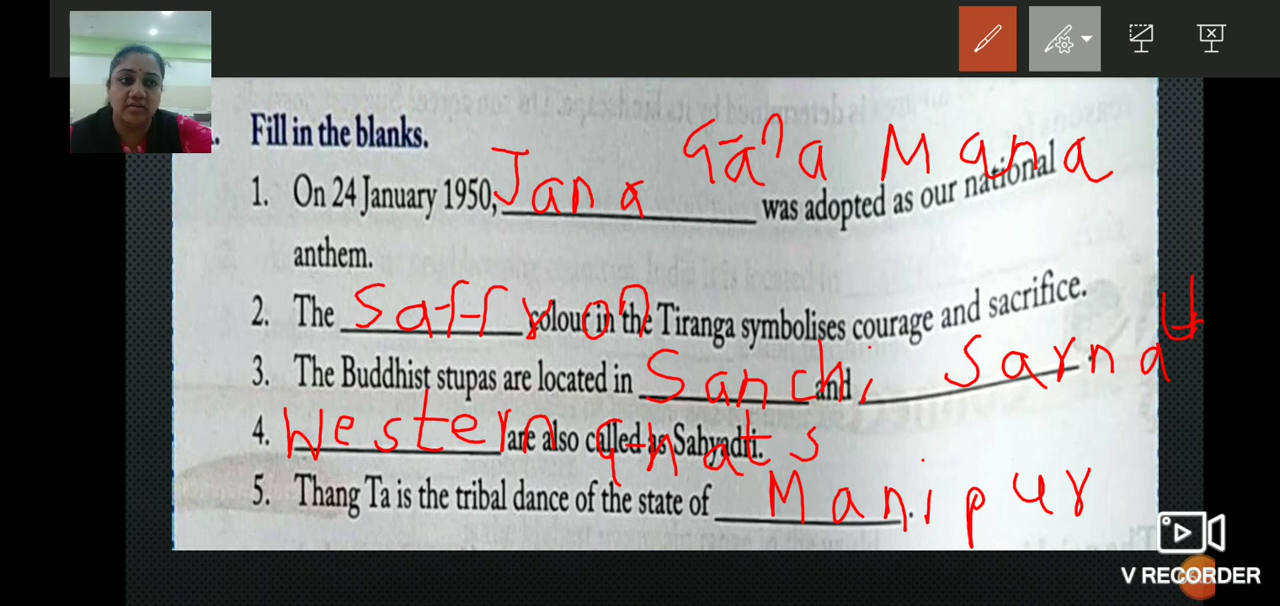 Fill in the blanks.
1. On 24 January 1950, Jana Gana Mana was adopted as our national
anthem.
2. The Saffron colour in the Tiranga symbolises courage and sacrifice.
3. The Buddhist stupas are located in Sanchi and Sarnath
4. Western ghats are also called as Sahyadri.
5. Thang Ta is the tribal dance of the state of Manipur.
V RECORDER